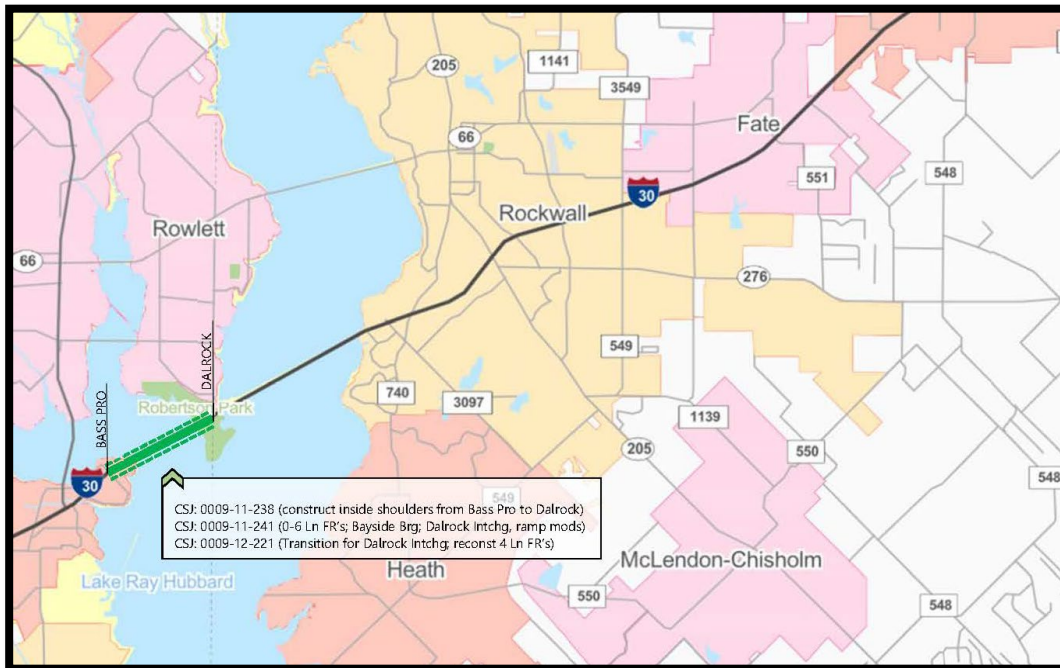 205
1141
3549
Fate
66
551
548
30
Rockwall
Rowlett
66
276
DALROCK
549
740
3097
1139
Robertson Park
BASS PRO
205
550
548
30
549
CSJ: 0009-11-238 (construct inside shoulders from Bass Pro to Dalrock)
CSJ: 0009-11-241 (0-6 Ln FR's; Bayside Brg; Dalrock Intchg, ramp mods)
CSJ: 0009-12-221 (Transition for Dalrock Intchg; reconst 4 Ln FR's)
McLendon-Chisholm
Heath
Lake Ray Hubbard
550
548